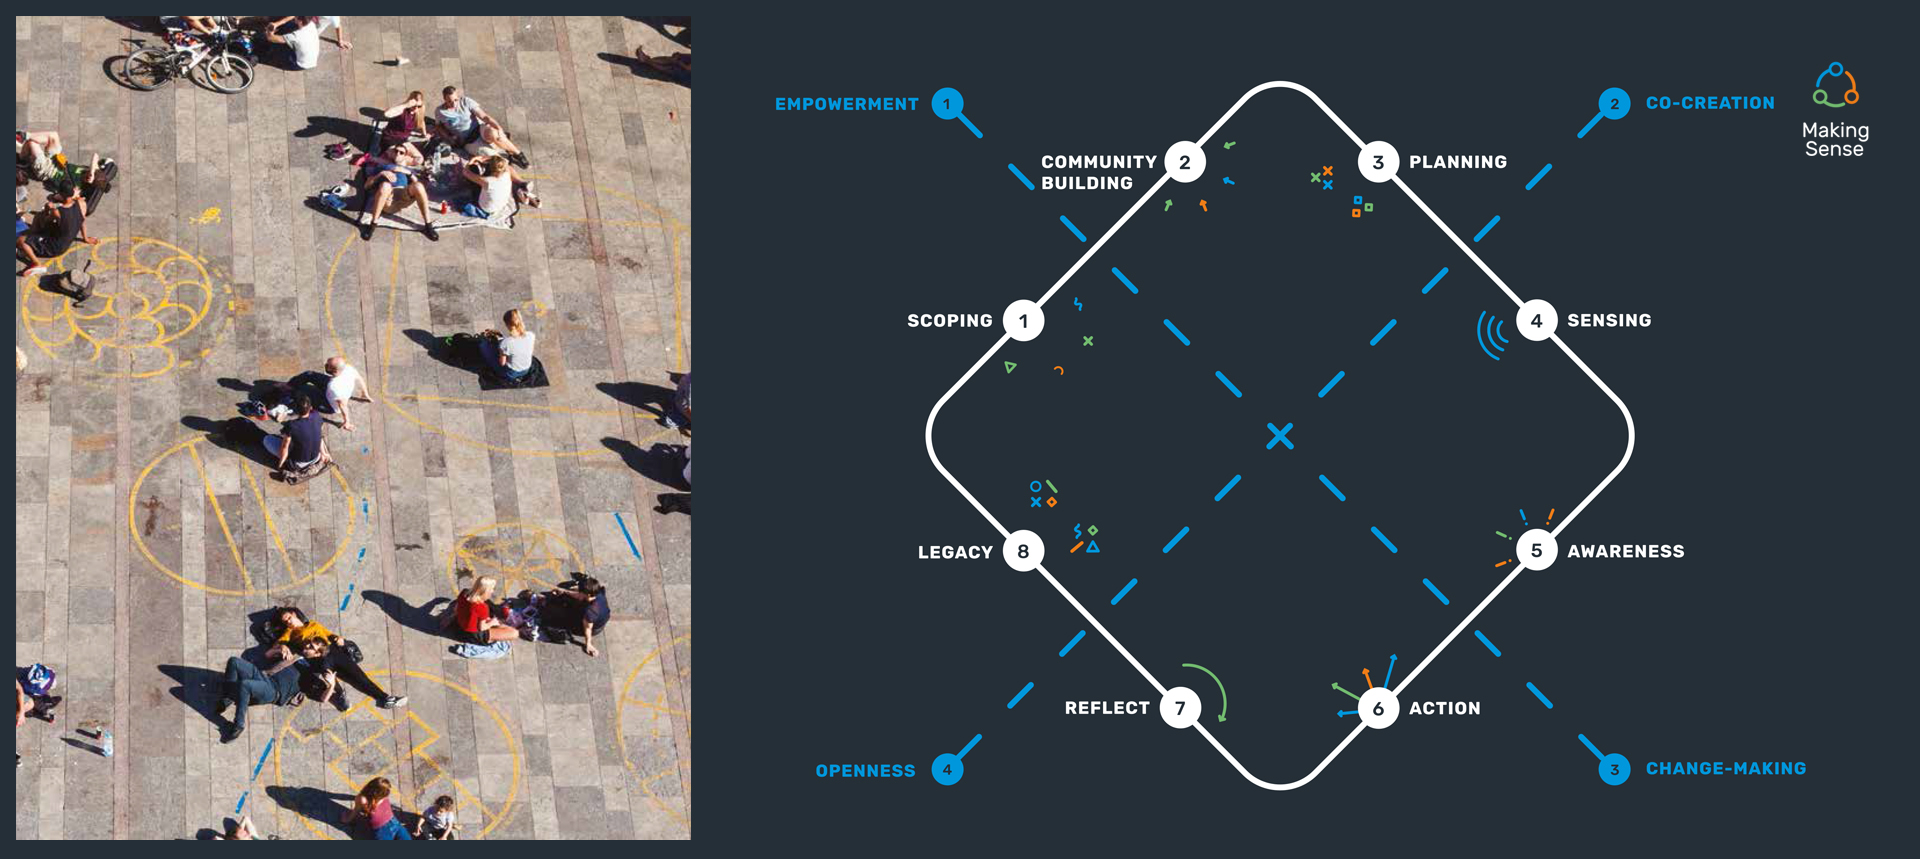 EMPOWERMENT 1
2 CO-CREATION
Making
Sense
COMMUNITY
BUILDING
2
3 PLANNING
SCOPING 1
4 SENSING
LEGACY 8
5 AWARENESS
REFLECT 7
6 ACTION
OPENNESS 4
3 CHANGE-MAKING